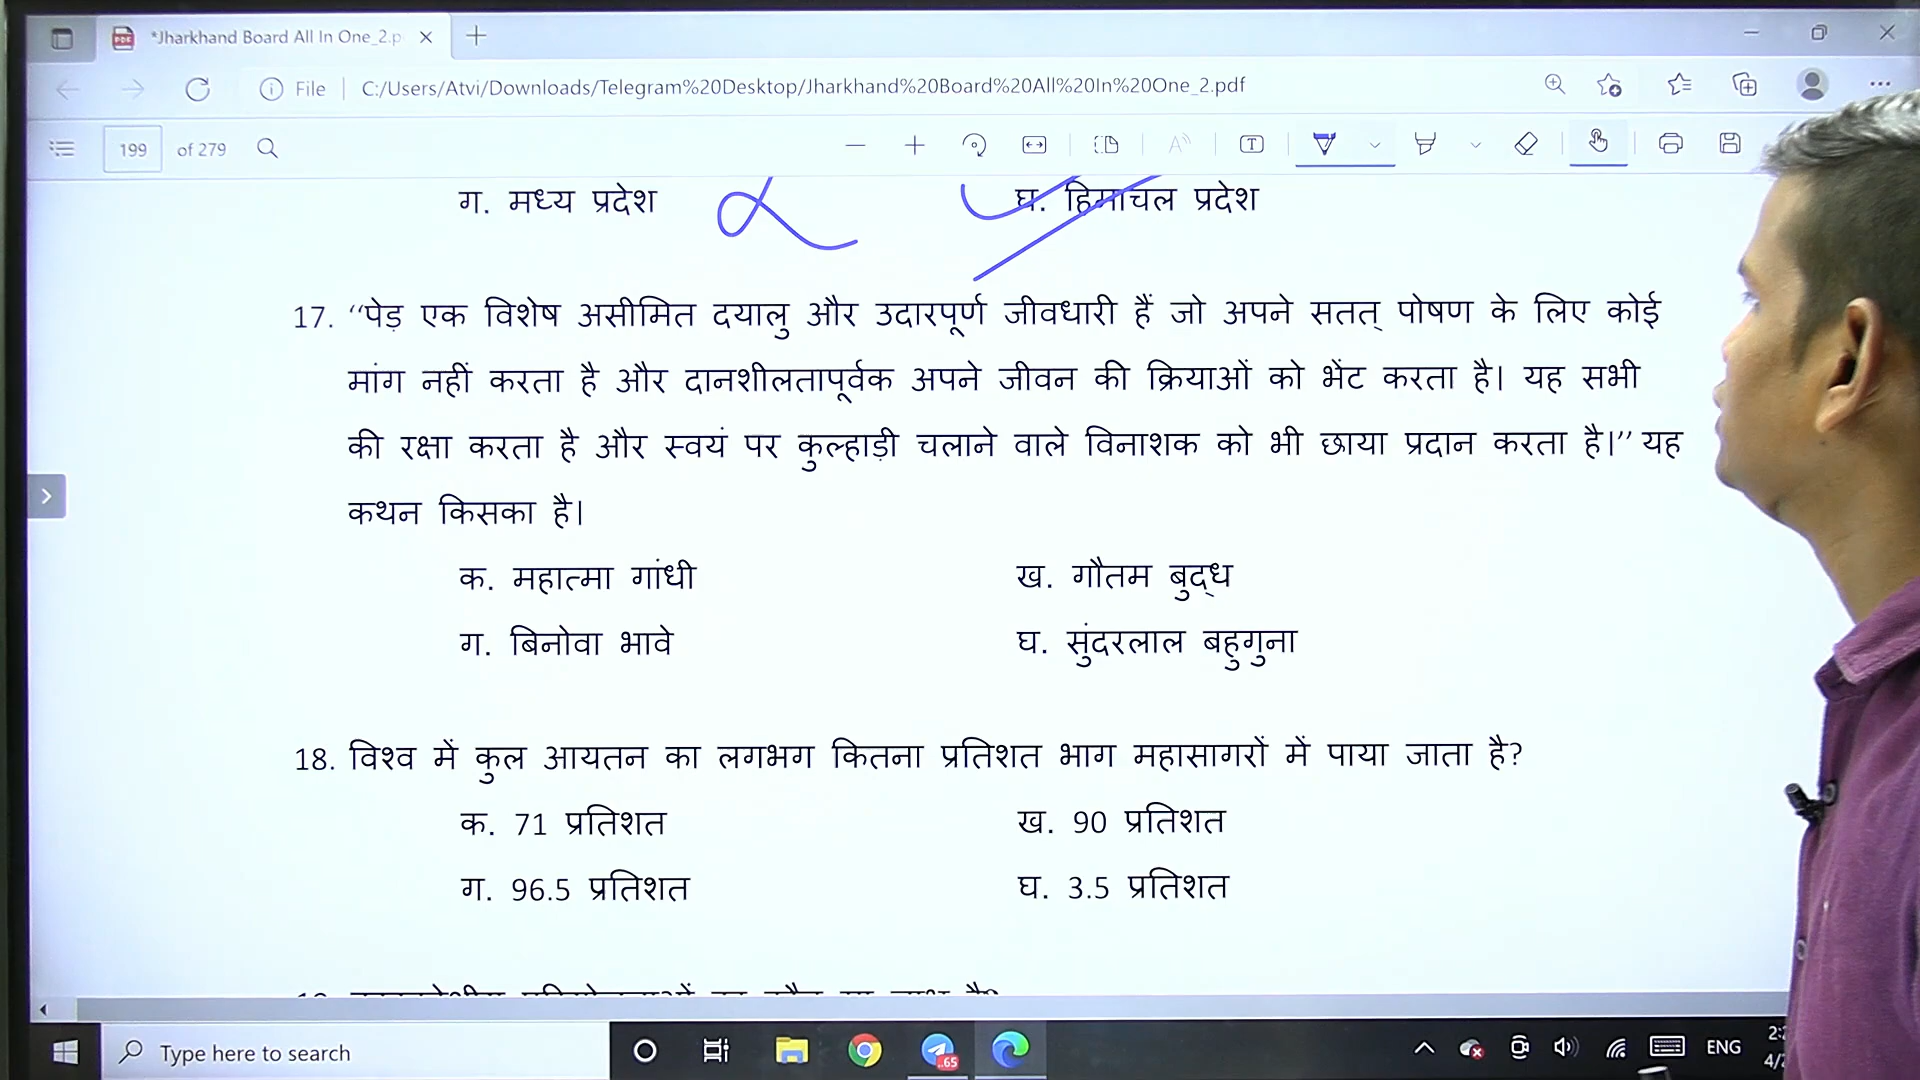 *Jharkhand Board All In One_2.p
File
C:/Users/Atvi/Downloads/Telegram%20Desktop/Jharkhand%20Board%20All%20In%20One_2.pdf
199 of 279
ग. मध्य प्रदेश घ. हिमाचल प्रदेश
17. ‘‘पेड़ एक विशेष असीमित दयालु और उदारपूर्ण जीवधारी हैं जो अपने सतत् पोषण के लिए कोई
मांग नहीं करता है और दानशीलतापूर्वक अपने जीवन की क्रियाओं को भेंट करता है। यह सभी
की रक्षा करता है और स्वयं पर कुल्हाड़ी चलाने वाले विनाशक को भी छाया प्रदान करता है।’’ यह
कथन किसका है।
क. महात्मा गांधी ख. गौतम बुद्ध
ग. बिनोवा भावे घ. सुंदरलाल बहुगुना
18. विश्व में कुल आयतन का लगभग कितना प्रतिशत भाग महासागरों में पाया जाता है?
क. 71 प्रतिशत ख. 90 प्रतिशत
ग. 96.5 प्रतिशत घ. 3.5 प्रतिशत
Type here to search
..65
ENG